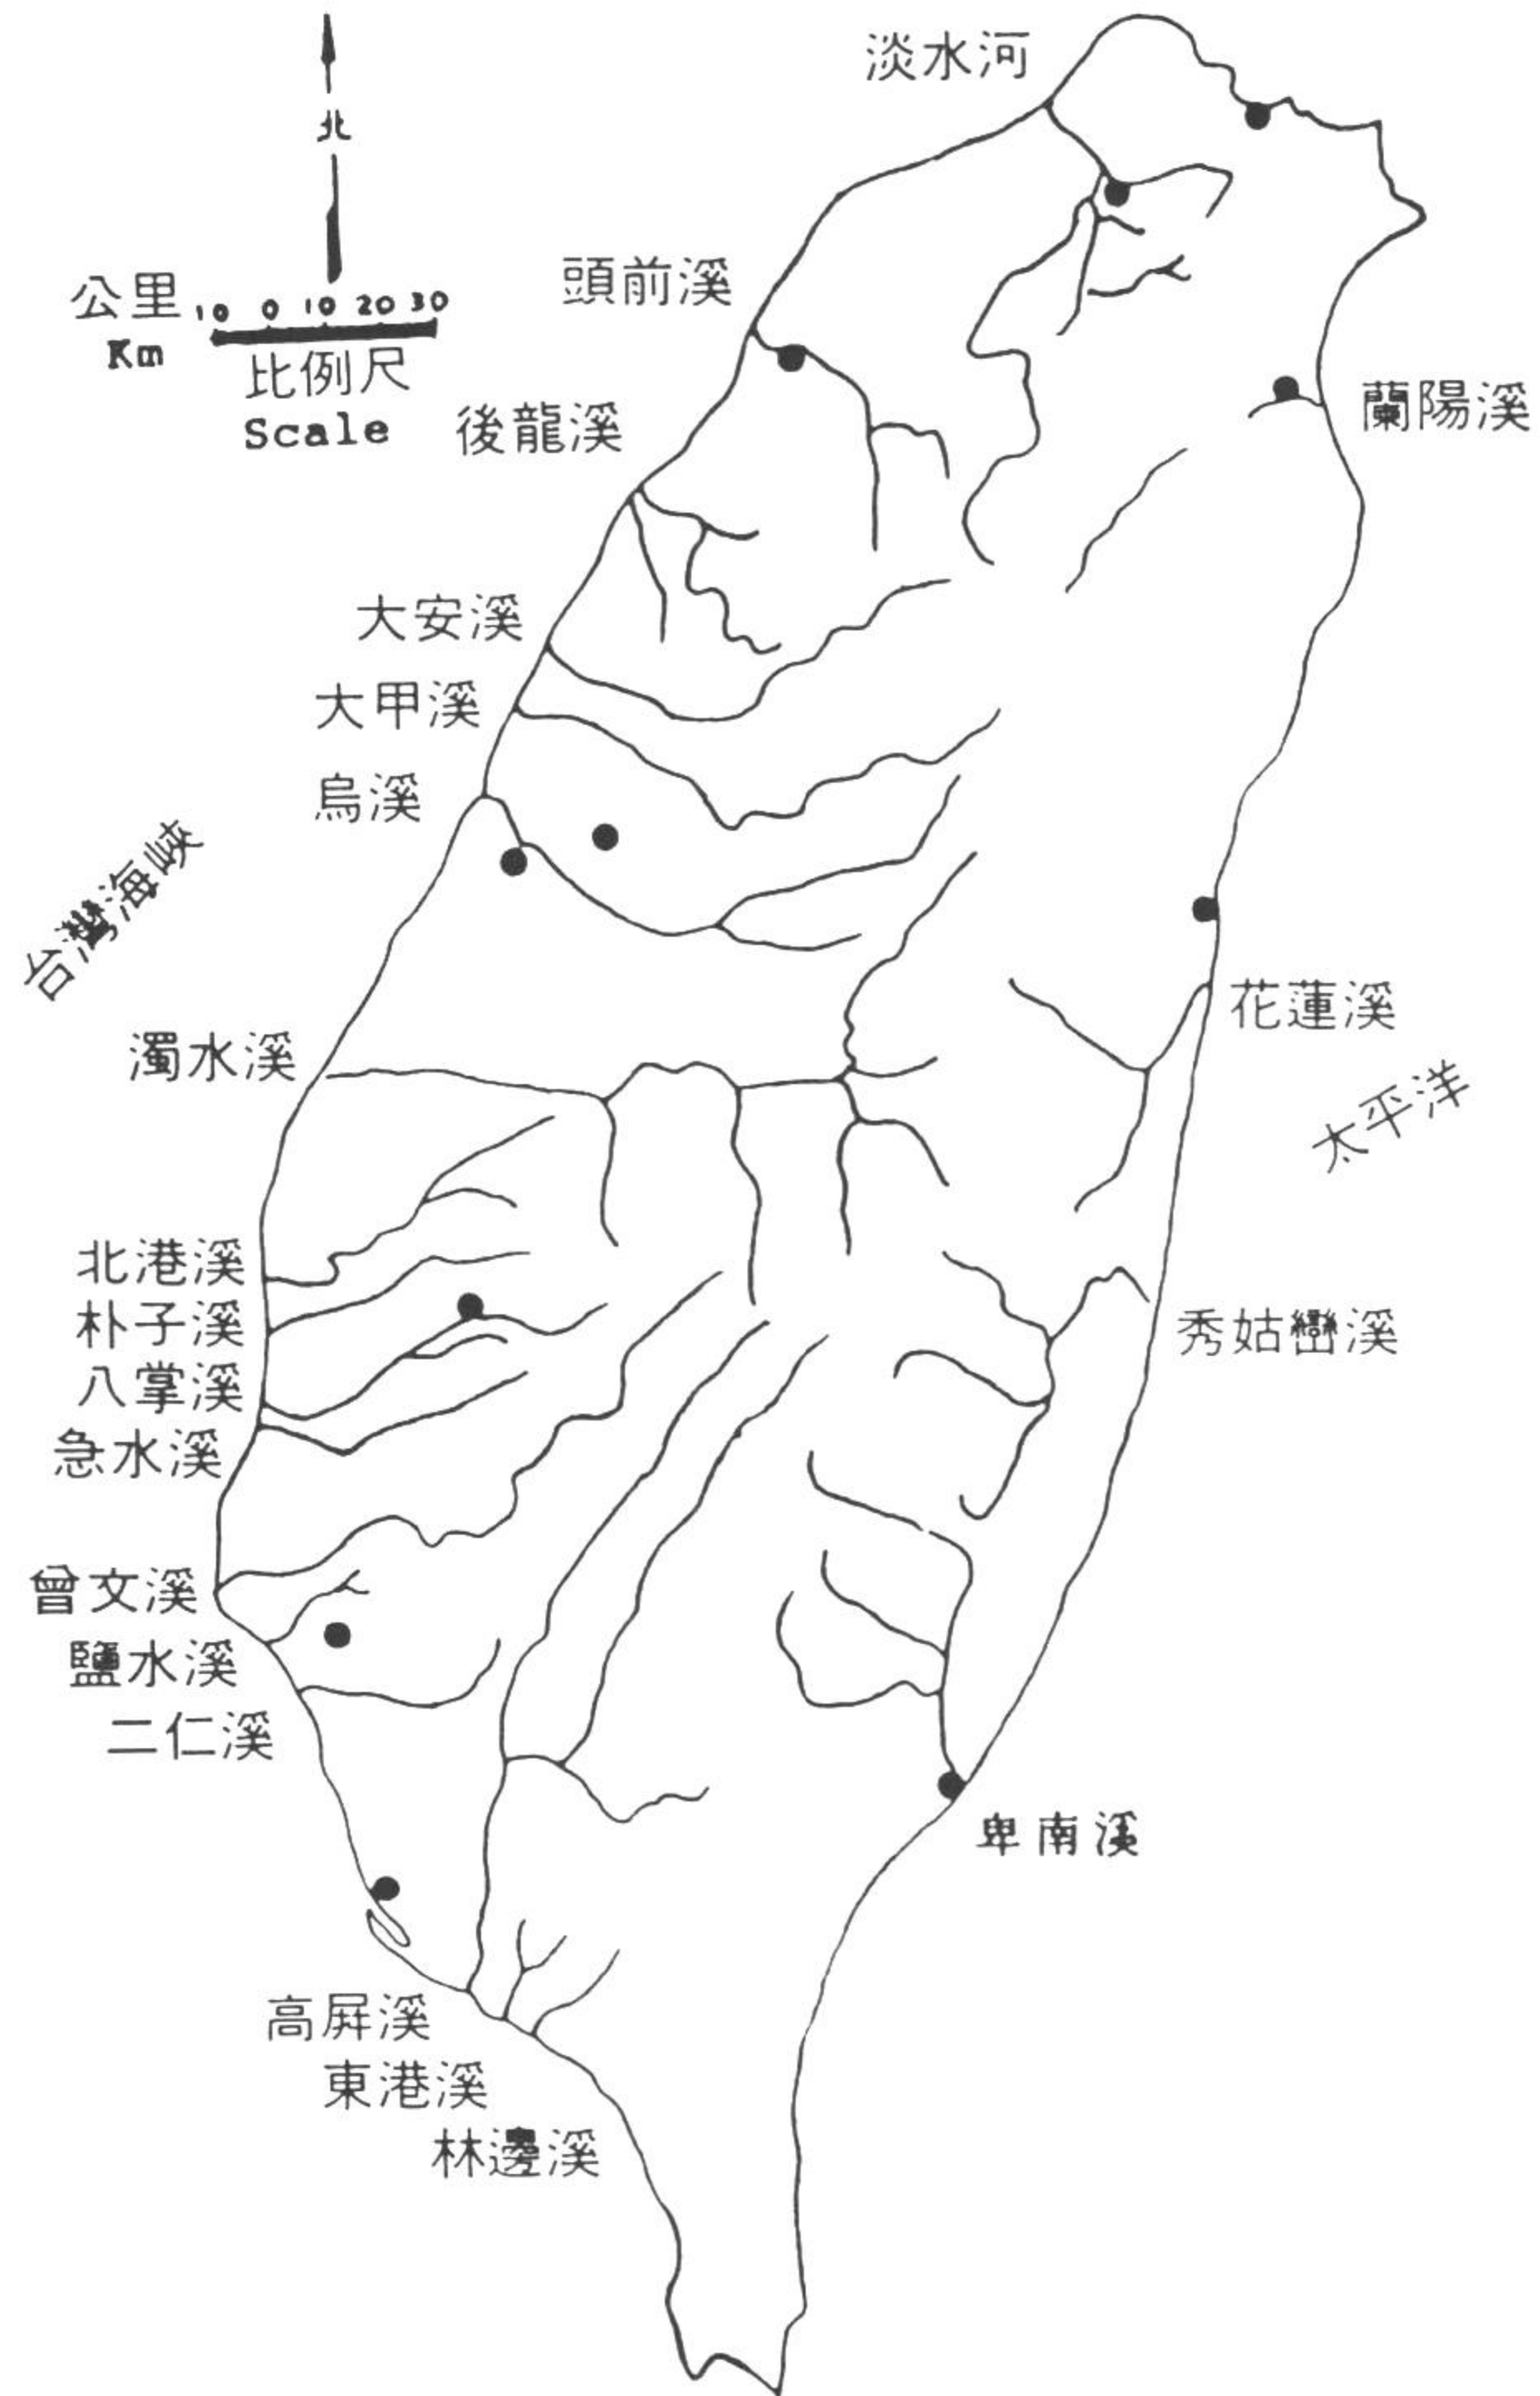 淡水河
北
公里 10 0 10 20 30
Km
比例尺
Scale
頭前溪
後龍溪
蘭陽溪
大安溪
大甲溪
烏溪
台灣海峽
花蓮溪
濁水溪
太平洋
北港溪
朴子溪
八掌溪
急水溪
秀姑巒溪
曾文溪
鹽水溪
二仁溪
卑南溪
高屏溪
東港溪
林邊溪